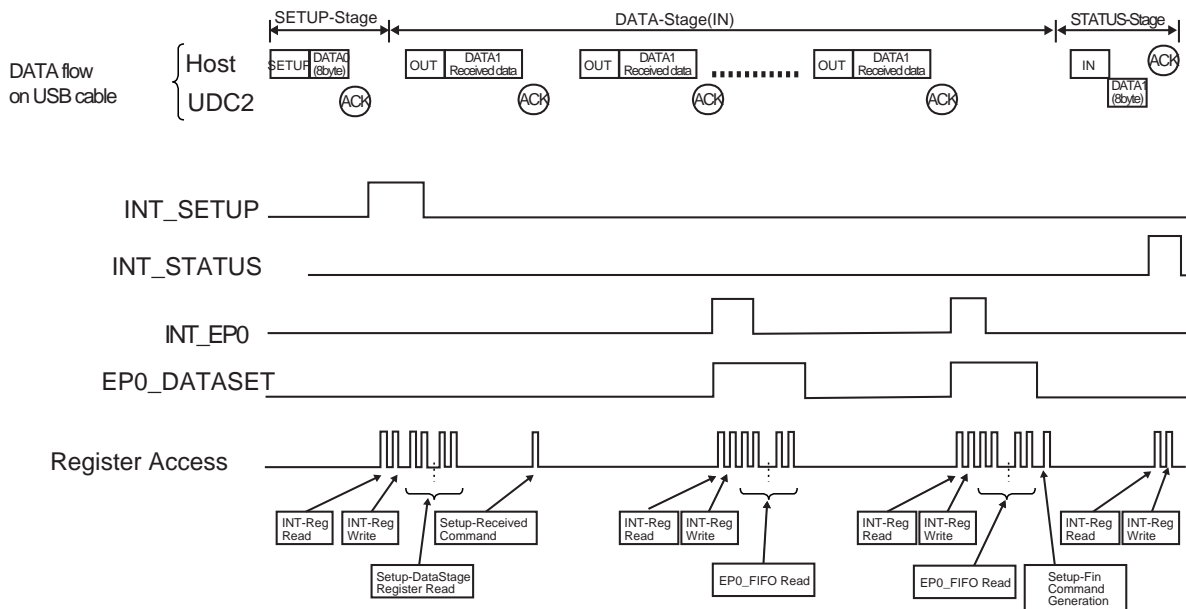 SETUP-Stage
DATA-Stage(IN)
STATUS-Stage
DATA flow
on USB cable
Host
UDC2
SETUP
DATA0
(8byte)
ACK
OUT
DATA1
Received data
ACK
OUT
DATA1
Received data
ACK
OUT
DATA1
Received data
ACK
IN
DATA1
(8byte)
ACK
INT_SETUP
INT_STATUS
INT_EP0
EP0_DATASET
Register Access
INT-Reg
Read
INT-Reg
Write
Setup-DataStage
Register Read
Setup-Received
Command
INT-Reg
Read
INT-Reg
Write
EP0_FIFO Read
INT-Reg
Read
INT-Reg
Write
EP0_FIFO Read
Setup-Fin
Command
Generation
INT-Reg
Read
INT-Reg
Write